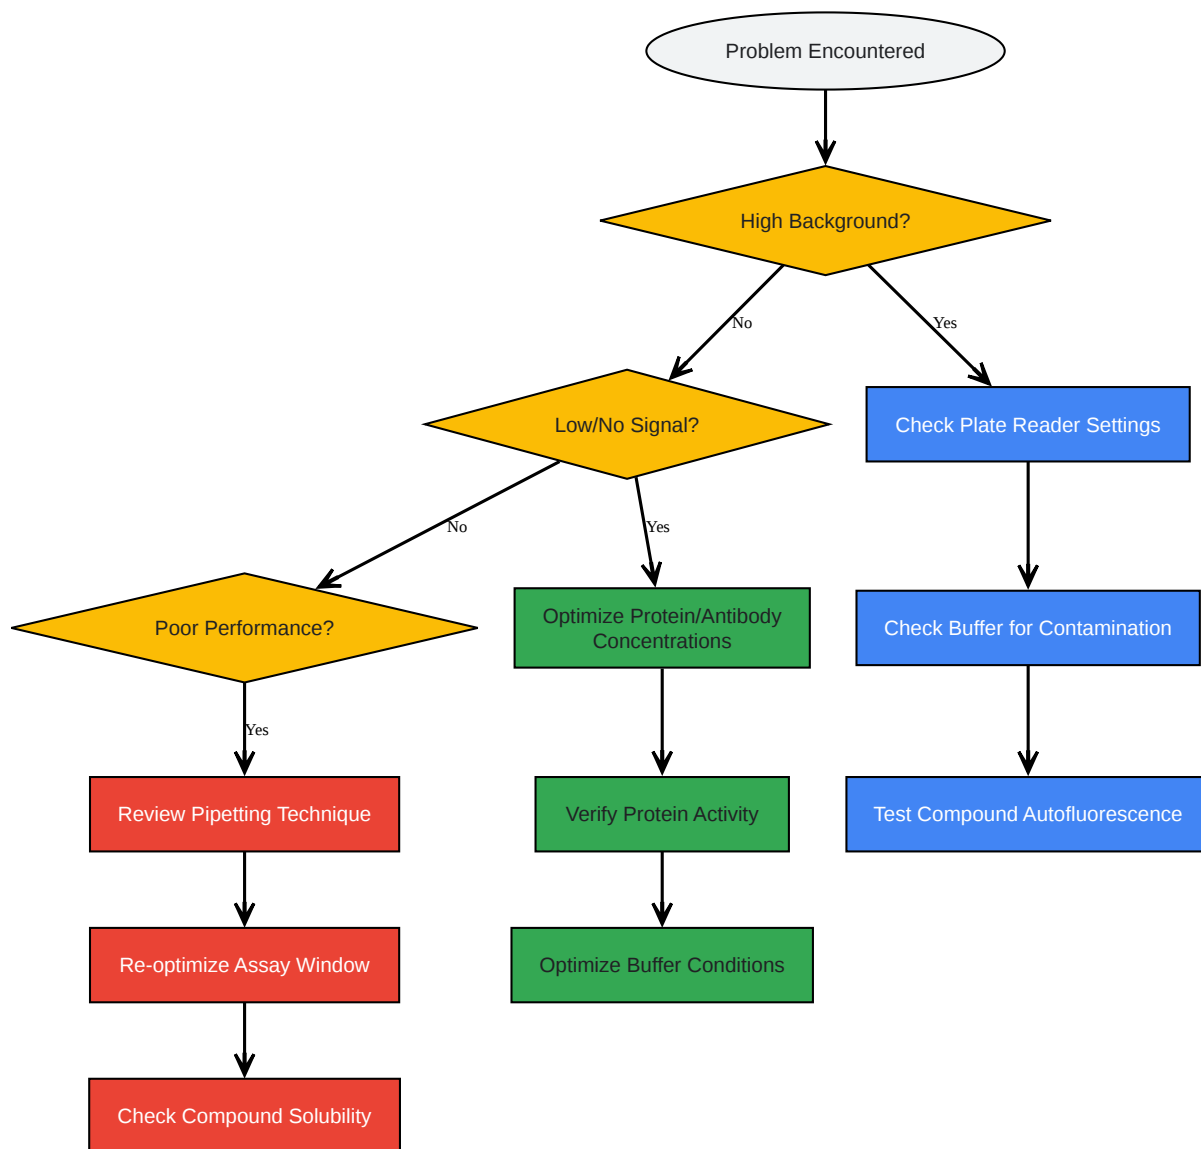 Problem Encountered
High Background?
No
Yes
Low/No Signal?
Check Plate Reader Settings
No
Yes
Poor Performance?
Optimize Protein/Antibody
Concentrations
Check Buffer for Contamination
Yes
Review Pipetting Technique
Verify Protein Activity
Test Compound Autofluorescence
Re-optimize Assay Window
Optimize Buffer Conditions
Check Compound Solubility